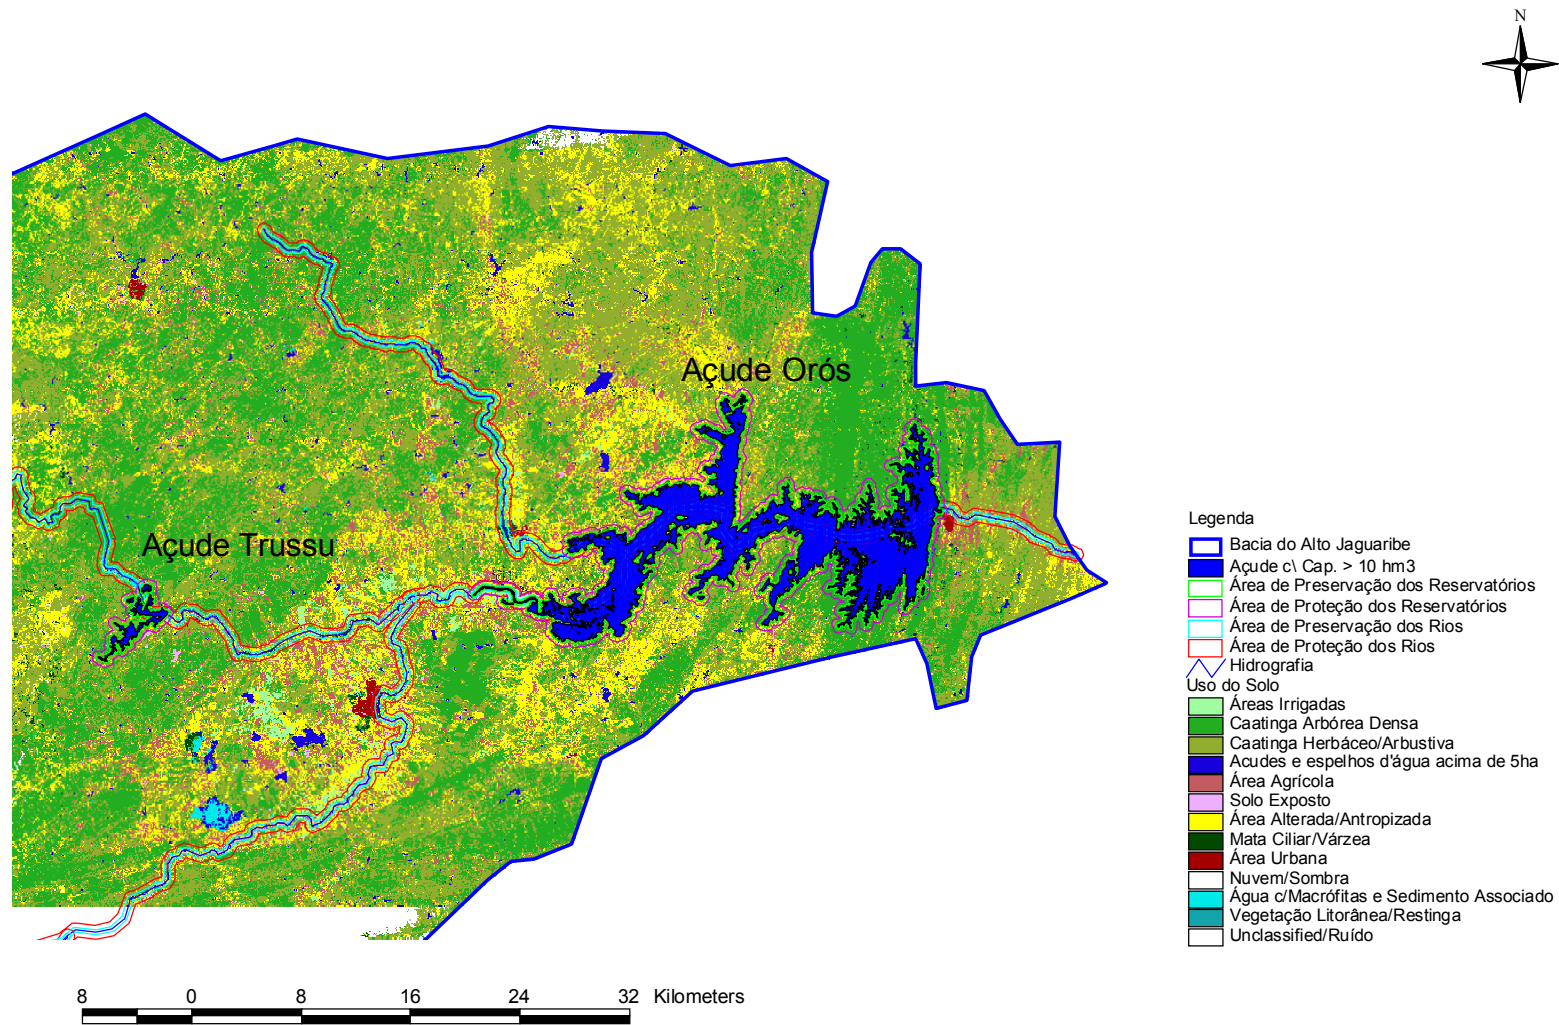 N
Açude Orós
Açude Trussu
Legenda
Bacia do Alto Jaguaribe
Açude c\ Cap. > 10 hm3
Área de Preservação dos Reservatórios
Área de Proteção dos Reservatórios
Área de Preservação dos Rios
Área de Proteção dos Rios
Hidrografia
Uso do Solo
Áreas Irrigadas
Caatinga Arbórea Densa
Caatinga Herbáceo/Arbustiva
Acudes e espelhos d'água acima de 5ha
Área Agrícola
Solo Exposto
Área Alterada/Antropizada
Mata Ciliar/Várzea
Área Urbana
Nuvem/Sombra
Água c/Macrófitas e Sedimento Associado
Vegetação Litorânea/Restinga
Unclassified/Ruído
8 0 8 16 24 32 Kilometers